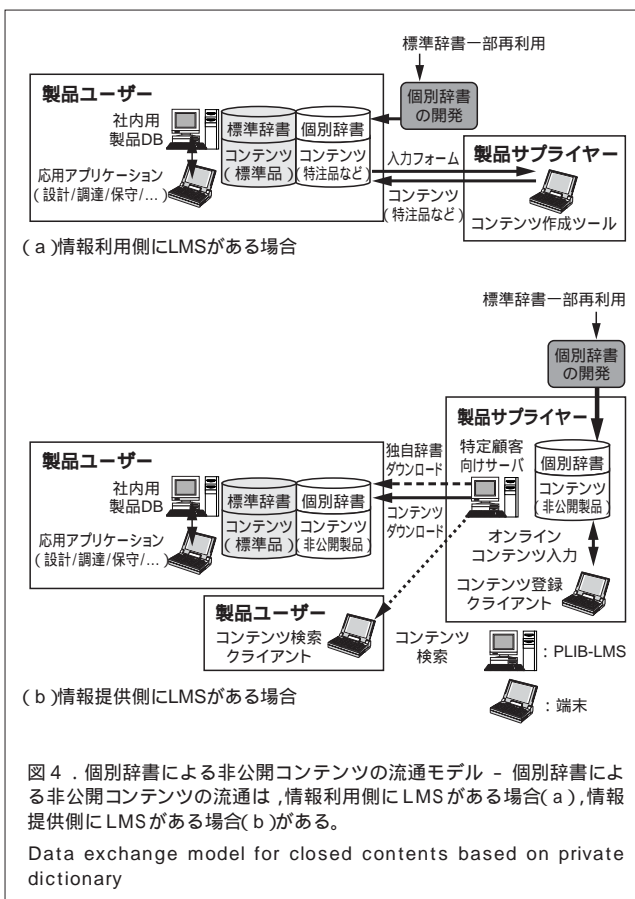 標準辞書一部再利用
製品ユーザー
個別辞書
の開発
社内用
製品DB
標準辞書
個別辞書
コンテンツ
(標準品)
コンテンツ
(特注品など)
入力フォーム
製品サプライヤー
応用アプリケーション
(設計/調達/保守/...)
コンテンツ
(特注品など)
コンテンツ作成ツール
(a)情報利用側にLMSがある場合
標準辞書一部再利用
個別辞書
の開発
製品サプライヤー
製品ユーザー
独自辞書
ダウンロード
特定顧客
向けサーバ
個別辞書
コンテンツ
(非公開製品)
社内用
製品DB
標準辞書
個別辞書
コンテンツ
(標準品)
コンテンツ
(非公開製品)
コンテンツ
ダウンロード
応用アプリケーション
(設計/調達/保守/...)
オンライン
コンテンツ入力
コンテンツ登録
クライアント
製品ユーザー
コンテンツ検索
クライアント
コンテンツ
検索
:PLIB-LMS
:端末
(b)情報提供側にLMSがある場合
図4.個別辞書による非公開コンテンツの流通モデル - 個別辞書によ
る非公開コンテンツの流通は,情報利用側にLMSがある場合(a),情報
提供側にLMSがある場合(b)がある。
Data exchange model for closed contents based on private
dictionary